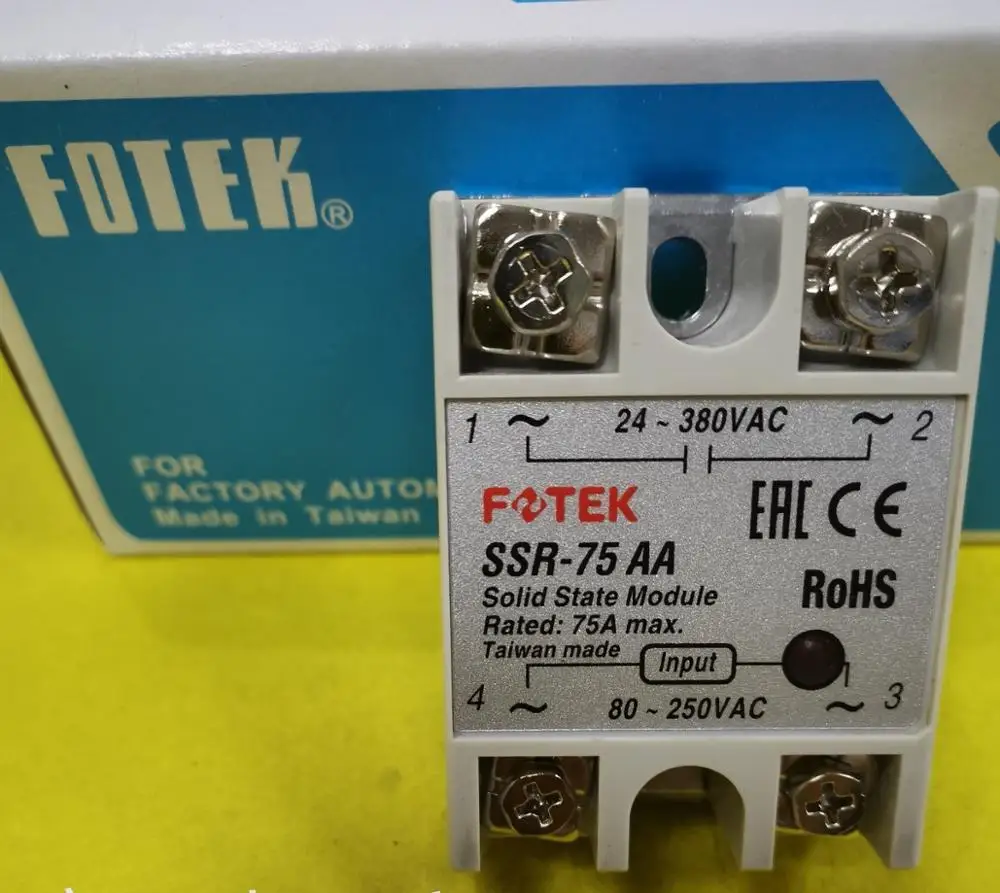 FOTEK®
FOR
FACTORY AUTOM
Made in Taiwan
1 ~ 24 ~ 380VAC ~ 2
FOTEK
EAC CE
SSR-75 AA
Solid State Module
RoHS
Rated: 75A max.
Taiwan made
Input
4 ~ 80 ~ 250VAC ~ 3